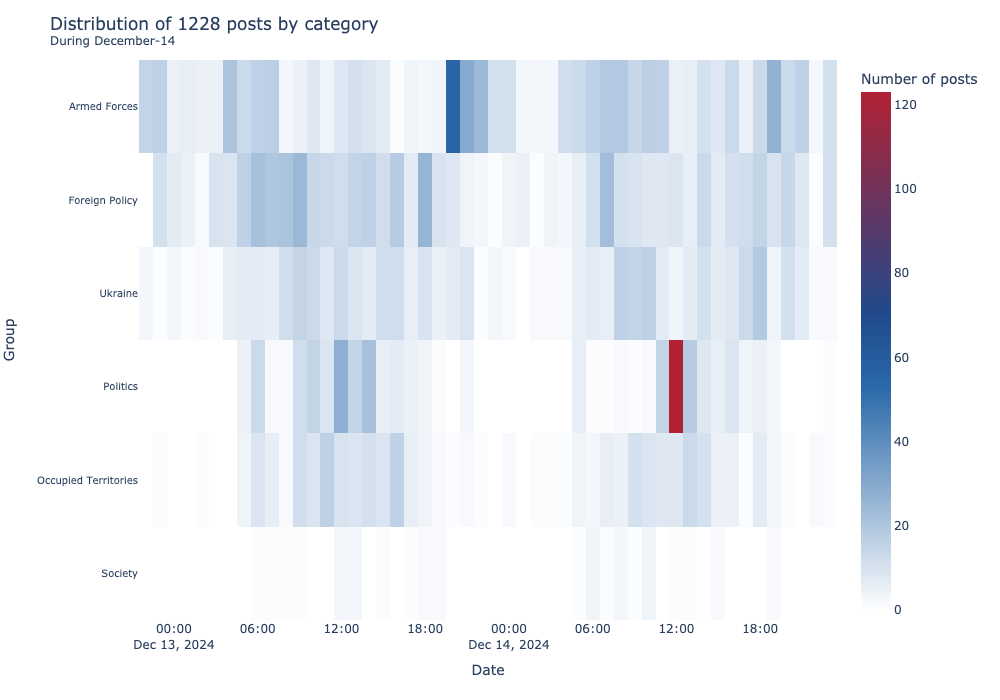 Distribution of 1228 posts by category
During December-14
Number of posts
120
100
80
60
40
20
0
Group
Armed Forces
Foreign Policy
Ukraine
Politics
Occupied Territories
Society
00:00 06:00 12:00 18:00 00:00 06:00 12:00 18:00
Dec 13, 2024 Dec 14, 2024
Date